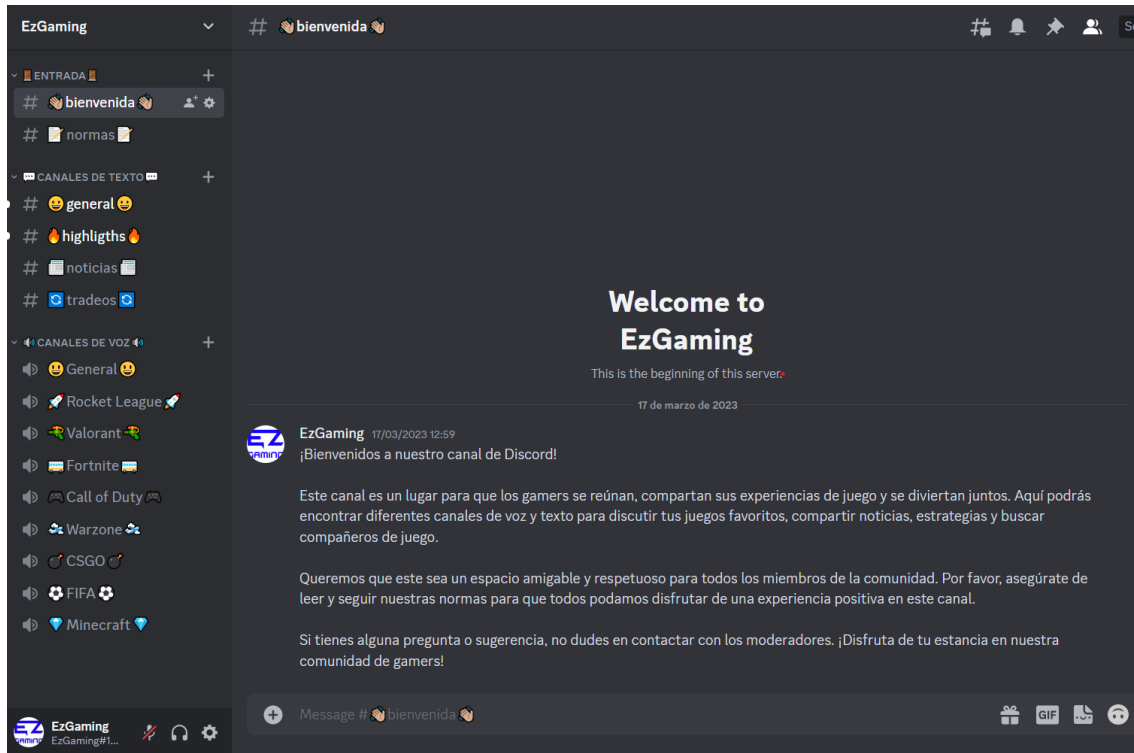 EzGaming
# 👋🏼bienvenida👋🏼
ENTRADA
# 👋🏼bienvenida👋🏼
# 📝normas📝
💬CANALES DE TEXTO💬
# 😀general😀
# 🔥highligths🔥
# 📰noticias📰
# 🔄tradeos🔄
🔊CANALES DE VOZ🔊
😀General😀
🚀Rocket League🚀
🔫Valorant🔫
🚌Fortnite🚌
🎮Call of Duty🎮
Warzone
💣CSGO💣
⚽FIFA⚽
💎Minecraft💎
EzGaming
EzGaming#1...
Welcome to
EzGaming
This is the beginning of this server.
17 de marzo de 2023
EZ
GAMING
EzGaming 17/03/2023 12:59
¡Bienvenidos a nuestro canal de Discord!
Este canal es un lugar para que los gamers se reúnan, compartan sus experiencias de juego y se diviertan juntos. Aquí podrás
encontrar diferentes canales de voz y texto para discutir tus juegos favoritos, compartir noticias, estrategias y buscar
compañeros de juego.
Queremos que este sea un espacio amigable y respetuoso para todos los miembros de la comunidad. Por favor, asegúrate de
leer y seguir nuestras normas para que todos podamos disfrutar de una experiencia positiva en este canal.
Si tienes alguna pregunta o sugerencia, no dudes en contactar con los moderadores. ¡Disfruta de tu estancia en nuestra
comunidad de gamers!
Message #👋🏼bienvenida👋🏼
GIF